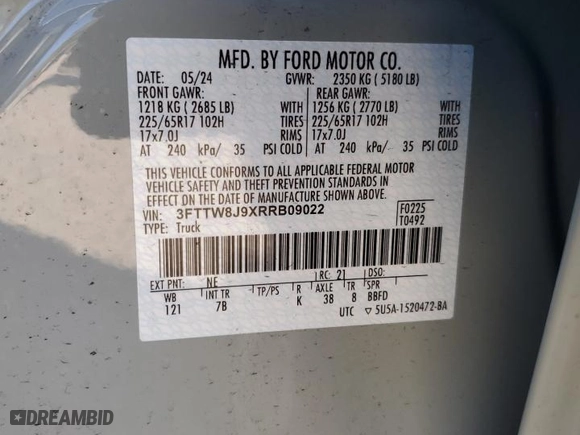 MFD. BY FORD MOTOR CO.
DATE: 05/24 GVWR: 2350 KG ( 5180 LB)
FRONT GAWR: REAR GAWR:
1218 KG ( 2685 LB) WITH 1256 KG ( 2770 LB) WITH
225/65R17 102H TIRES 225/65R17 102H TIRES
17x7.0J RIMS 17x7.0J RIMS
AT 240 kPa/ 35 PSI COLD AT 240 kPa/ 35 PSI COLD
THIS VEHICLE CONFORMS TO ALL APPLICABLE FEDERAL MOTOR
VEHICLE SAFETY AND THEFT PREVENTION STANDARDS IN
EFFECT ON THE DATE OF MANUFACTURE SHOWN ABOVE.
VIN: 3FTTW8J9XRRB09022 F0225
TYPE: Truck T0492
EXT PNT: NE RC: 21 DSO:
WB INT TR TP/PS R AXLE TR SPR
121 7B K 38 8 BBFD
UTC ▽ 5U5A-1520472-BA
DREAMBID